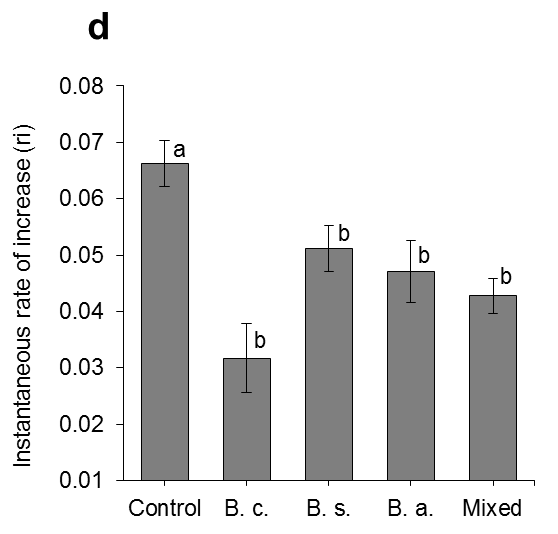 d
Instantaneous rate of increase (ri)
0.08
0.07
0.06
0.05
0.04
0.03
0.02
0.01
a
b
b
b
b
Control B. c. B. s. B. a. Mixed